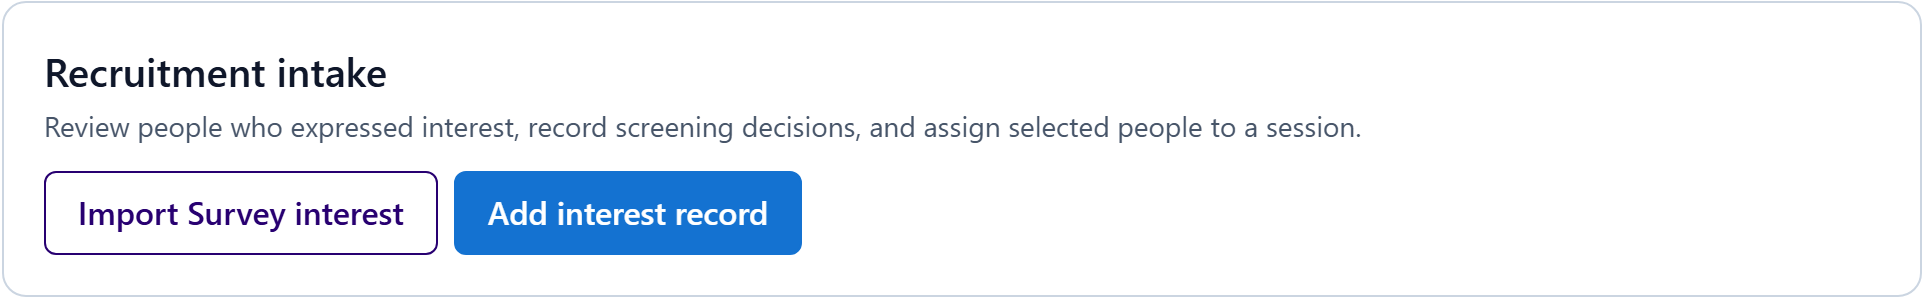 Recruitment intake
Review people who expressed interest, record screening decisions, and assign selected people to a session.
Import Survey interest
Add interest record